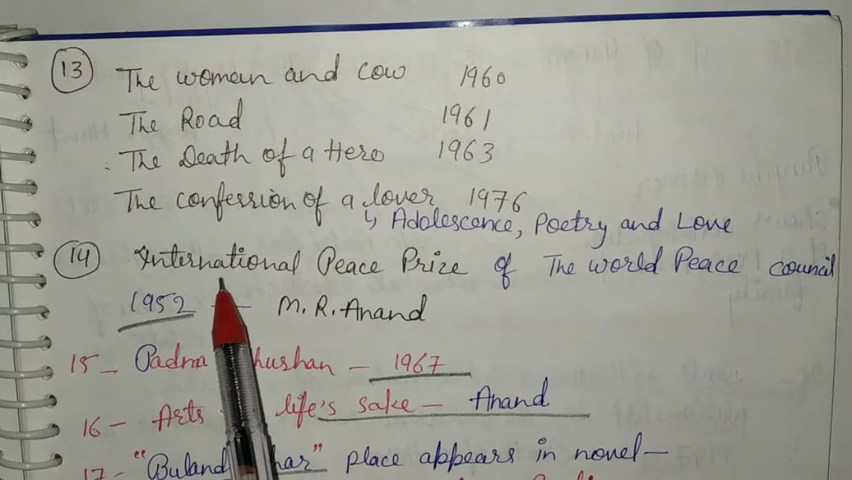 13 The woman and cow 1960
The Road 1961
The Death of a Hero 1963
The confession of a lover 1976
↳ Adolescence, Poetry and Love
14 International Peace Prize of The world Peace council
1952 — M.R. Anand
15 – Padma hushan – 1967
16 – Arts life's sake – Anand
17 - "Buland har" place appears in novel –